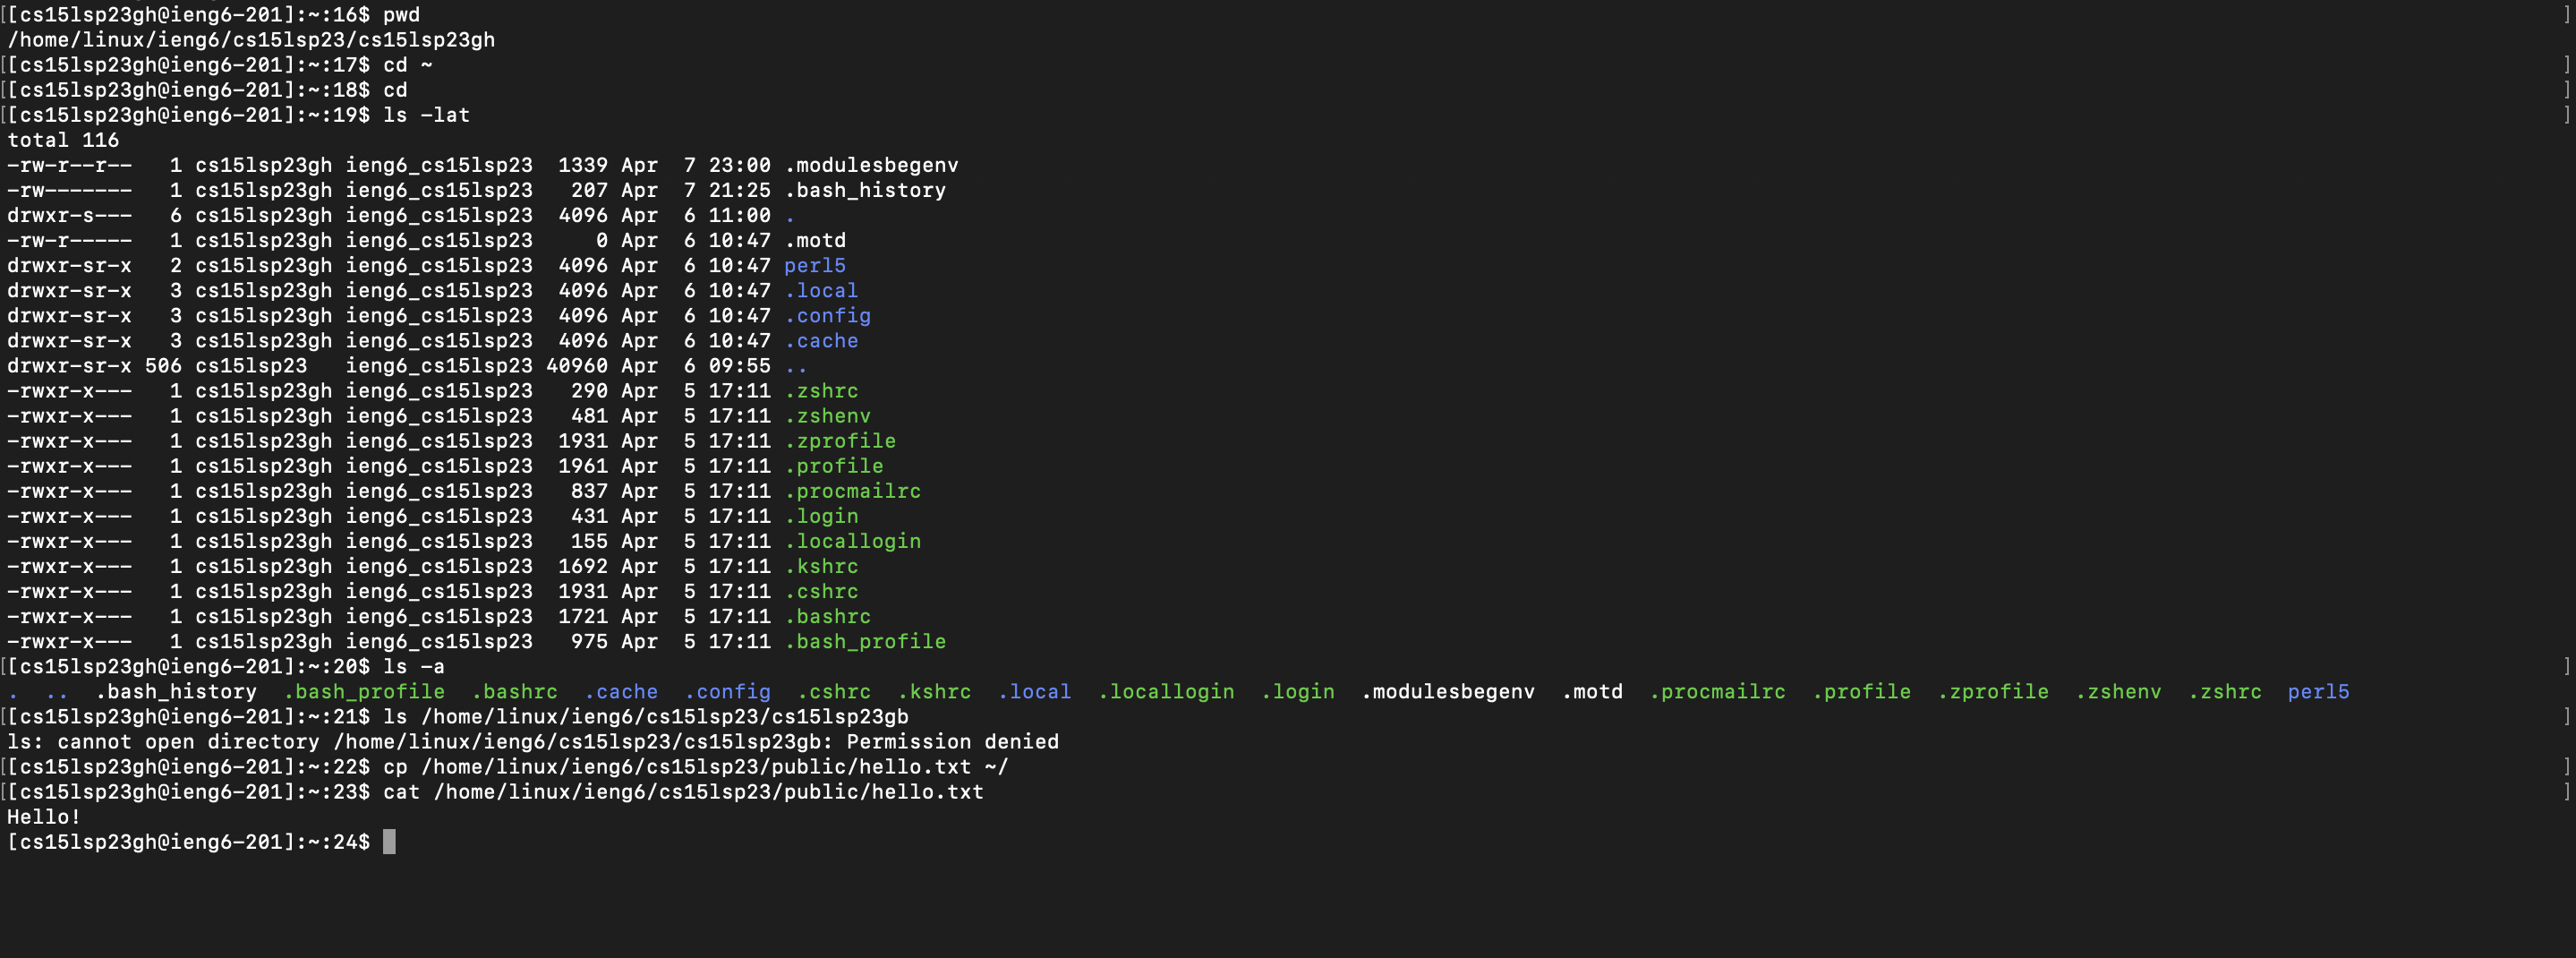 [[cs15lsp23gh@ieng6-201]:~:16$ pwd ]
/home/linux/ieng6/cs15lsp23/cs15lsp23gh
[[cs15lsp23gh@ieng6-201]:~:17$ cd ~ ]
[[cs15lsp23gh@ieng6-201]:~:18$ cd ]
[[cs15lsp23gh@ieng6-201]:~:19$ ls -lat ]
total 116
-rw-r--r-- 1 cs15lsp23gh ieng6_cs15lsp23 1339 Apr 7 23:00 .modulesbegenv
-rw------- 1 cs15lsp23gh ieng6_cs15lsp23 207 Apr 7 21:25 .bash_history
drwxr-s--- 6 cs15lsp23gh ieng6_cs15lsp23 4096 Apr 6 11:00 .
-rw-r----- 1 cs15lsp23gh ieng6_cs15lsp23 0 Apr 6 10:47 .motd
drwxr-sr-x 2 cs15lsp23gh ieng6_cs15lsp23 4096 Apr 6 10:47 perl5
drwxr-sr-x 3 cs15lsp23gh ieng6_cs15lsp23 4096 Apr 6 10:47 .local
drwxr-sr-x 3 cs15lsp23gh ieng6_cs15lsp23 4096 Apr 6 10:47 .config
drwxr-sr-x 3 cs15lsp23gh ieng6_cs15lsp23 4096 Apr 6 10:47 .cache
drwxr-sr-x 506 cs15lsp23 ieng6_cs15lsp23 40960 Apr 6 09:55 ..
-rwxr-x--- 1 cs15lsp23gh ieng6_cs15lsp23 290 Apr 5 17:11 .zshrc
-rwxr-x--- 1 cs15lsp23gh ieng6_cs15lsp23 481 Apr 5 17:11 .zshenv
-rwxr-x--- 1 cs15lsp23gh ieng6_cs15lsp23 1931 Apr 5 17:11 .zprofile
-rwxr-x--- 1 cs15lsp23gh ieng6_cs15lsp23 1961 Apr 5 17:11 .profile
-rwxr-x--- 1 cs15lsp23gh ieng6_cs15lsp23 837 Apr 5 17:11 .procmailrc
-rwxr-x--- 1 cs15lsp23gh ieng6_cs15lsp23 431 Apr 5 17:11 .login
-rwxr-x--- 1 cs15lsp23gh ieng6_cs15lsp23 155 Apr 5 17:11 .locallogin
-rwxr-x--- 1 cs15lsp23gh ieng6_cs15lsp23 1692 Apr 5 17:11 .kshrc
-rwxr-x--- 1 cs15lsp23gh ieng6_cs15lsp23 1931 Apr 5 17:11 .cshrc
-rwxr-x--- 1 cs15lsp23gh ieng6_cs15lsp23 1721 Apr 5 17:11 .bashrc
-rwxr-x--- 1 cs15lsp23gh ieng6_cs15lsp23 975 Apr 5 17:11 .bash_profile
[[cs15lsp23gh@ieng6-201]:~:20$ ls -a ]
. .. .bash_history .bash_profile .bashrc .cache .config .cshrc .kshrc .local .locallogin .login .modulesbegenv .motd .procmailrc .profile .zprofile .zshenv .zshrc perl5
[[cs15lsp23gh@ieng6-201]:~:21$ ls /home/linux/ieng6/cs15lsp23/cs15lsp23gb ]
ls: cannot open directory /home/linux/ieng6/cs15lsp23/cs15lsp23gb: Permission denied
[[cs15lsp23gh@ieng6-201]:~:22$ cp /home/linux/ieng6/cs15lsp23/public/hello.txt ~/ ]
[[cs15lsp23gh@ieng6-201]:~:23$ cat /home/linux/ieng6/cs15lsp23/public/hello.txt ]
Hello!
[cs15lsp23gh@ieng6-201]:~:24$